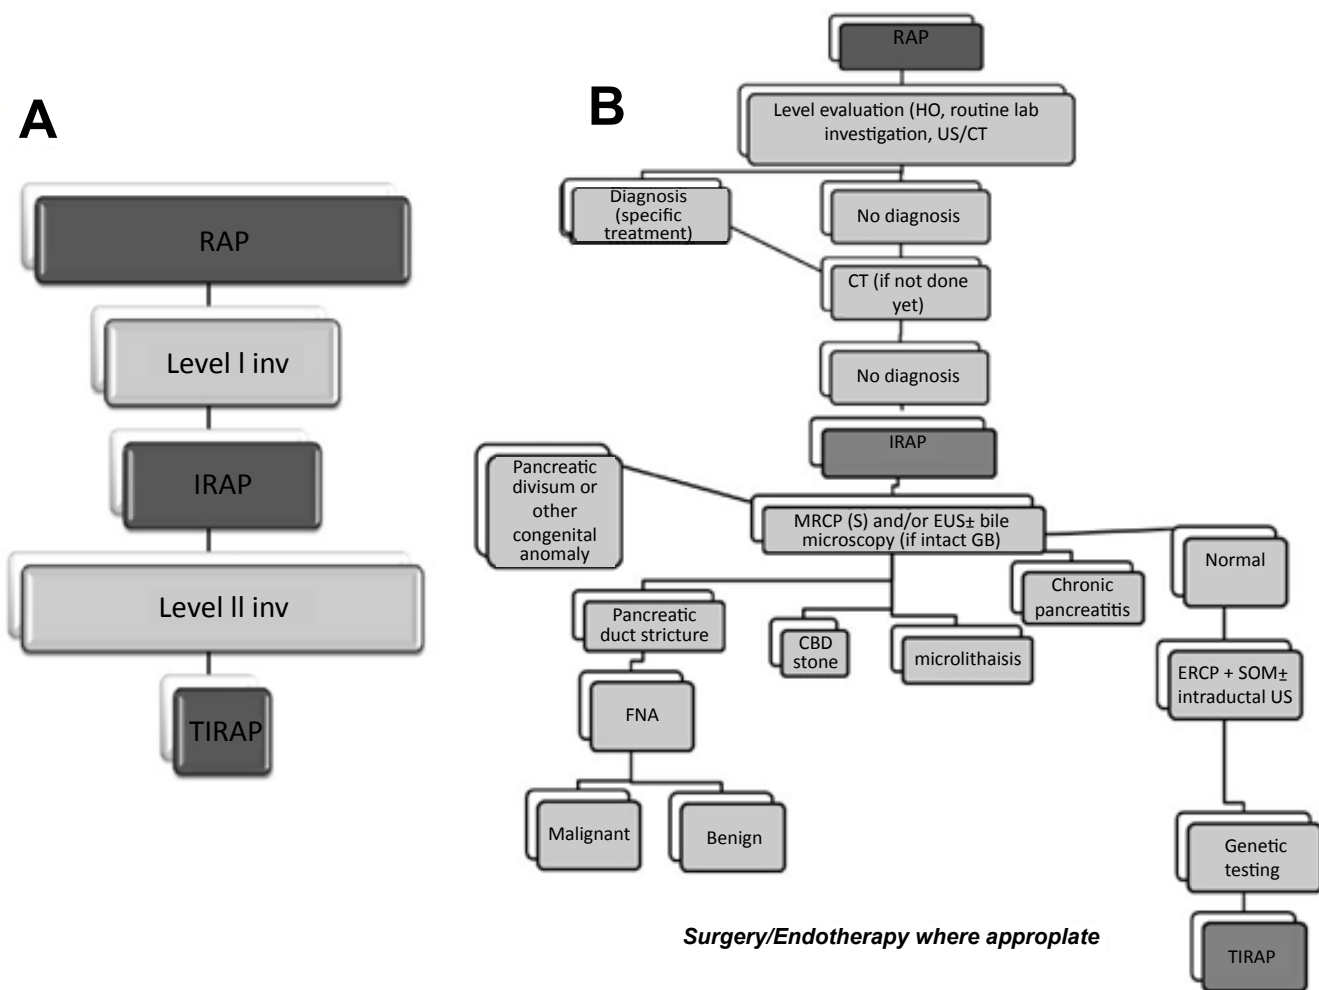 A
RAP
Level l inv
IRAP
Level ll inv
TIRAP
B
RAP
Level evaluation (HO, routine lab
investigation, US/CT
Diagnosis
(specific
treatment)
No diagnosis
CT (if not done
yet)
No diagnosis
IRAP
Pancreatic
divisum or
other
congenital
anomaly
MRCP (S) and/or EUS± bile
microscopy (if intact GB)
Normal
Chronic
pancreatitis
Pancreatic
duct stricture
CBD
stone
microlithaisis
ERCP + SOM±
intraductal US
FNA
Malignant
Benign
Genetic
testing
Surgery/Endotherapy where approplate
TIRAP